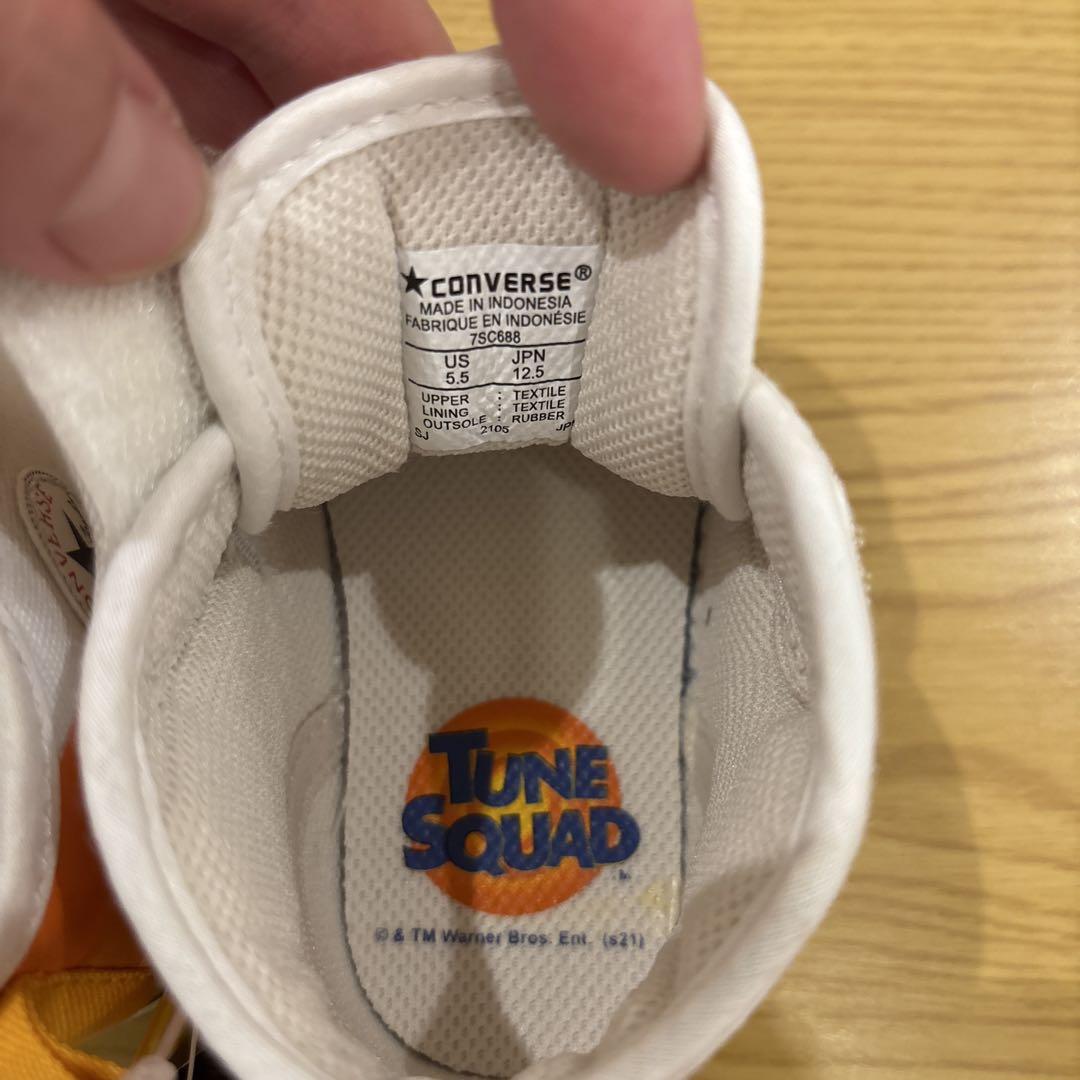 ★CONVERSE®
MADE IN INDONESIA
FABRIQUE EN INDONÉSIE
7SC688
US JPN
5.5 12.5
UPPER : TEXTILE
LINING : TEXTILE
OUTSOLE : RUBBER
SJ 2105
TUNE
SQUAD
© & TM Warner Bros. Ent. (s21)